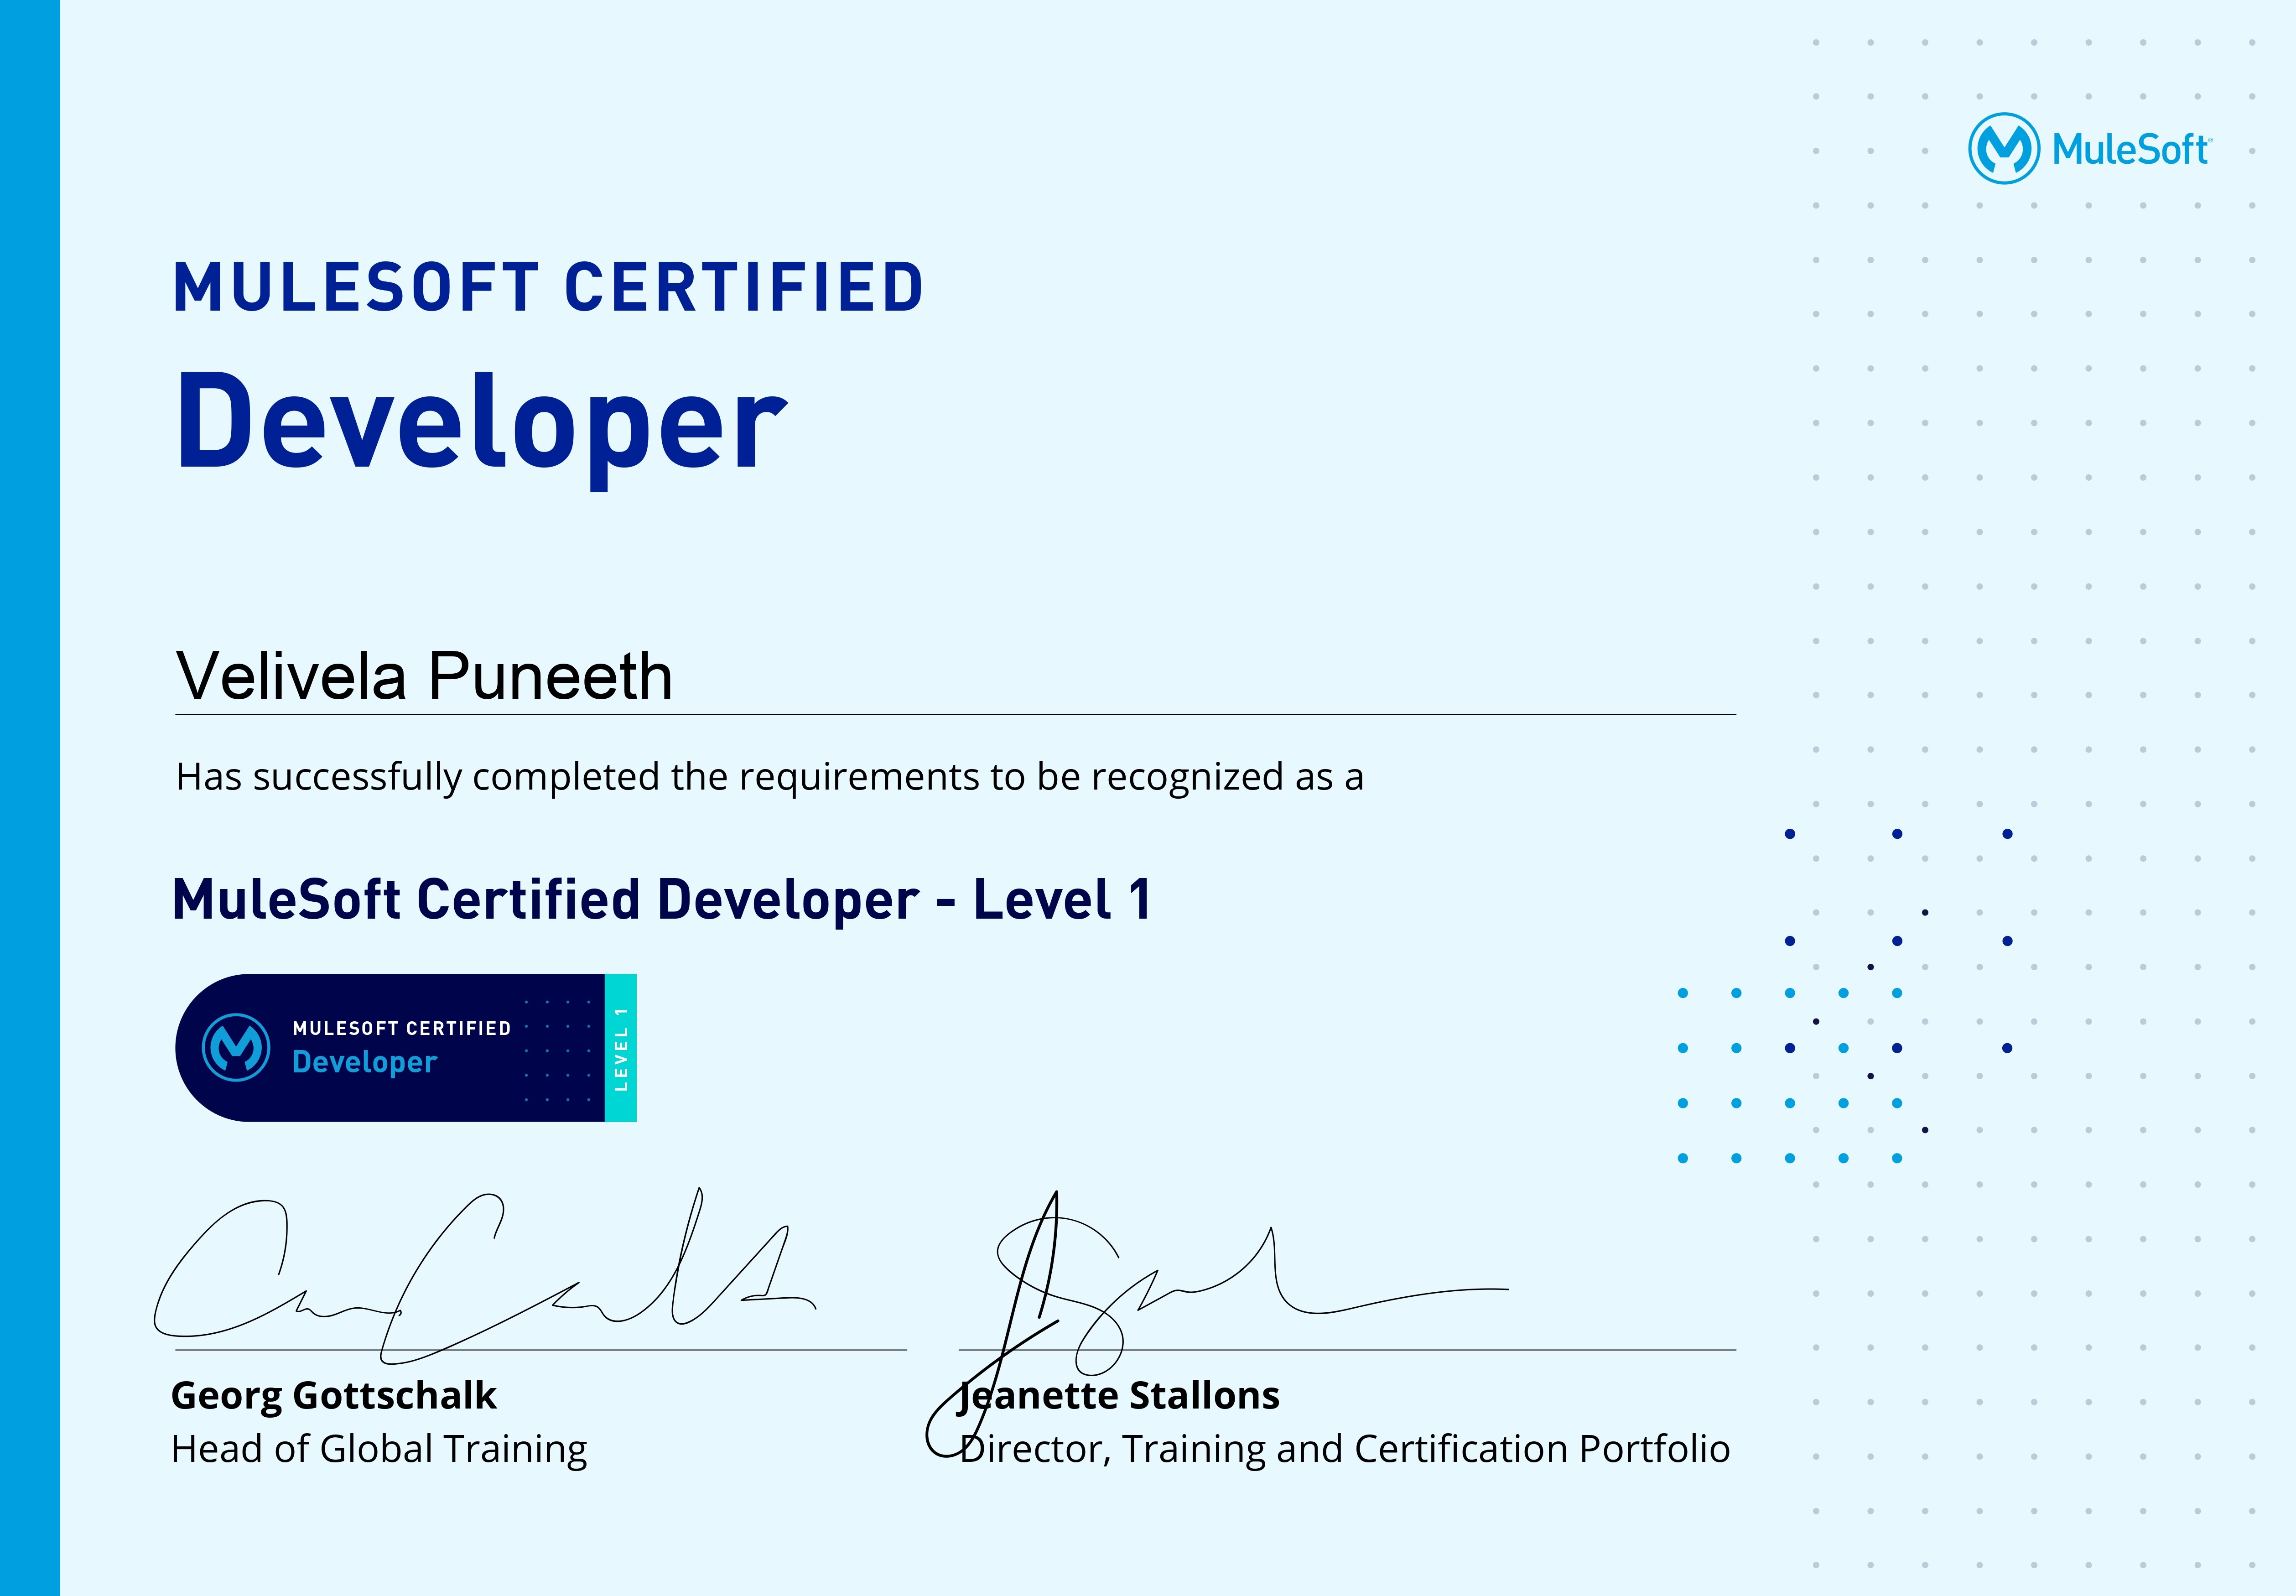 MuleSoft
MULESOFT CERTIFIED
Developer
Velivela Puneeth
Has successfully completed the requirements to be recognized as a
MuleSoft Certified Developer - Level 1
MULESOFT CERTIFIED
Developer
LEVEL 1
Georg Gottschalk
Head of Global Training
Jeanette Stallons
Director, Training and Certification Portfolio